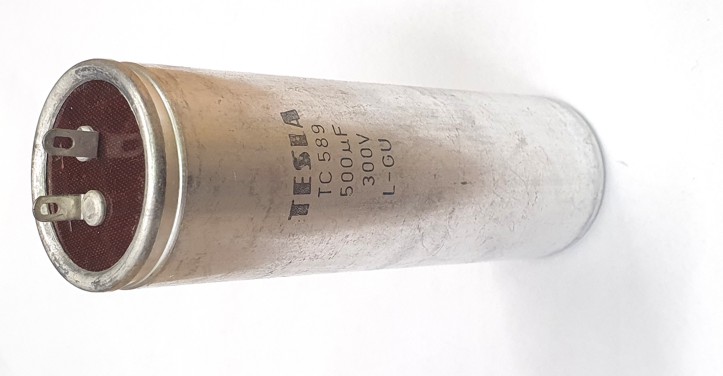 TESLA
TC 589
500µF
300V
L-GU